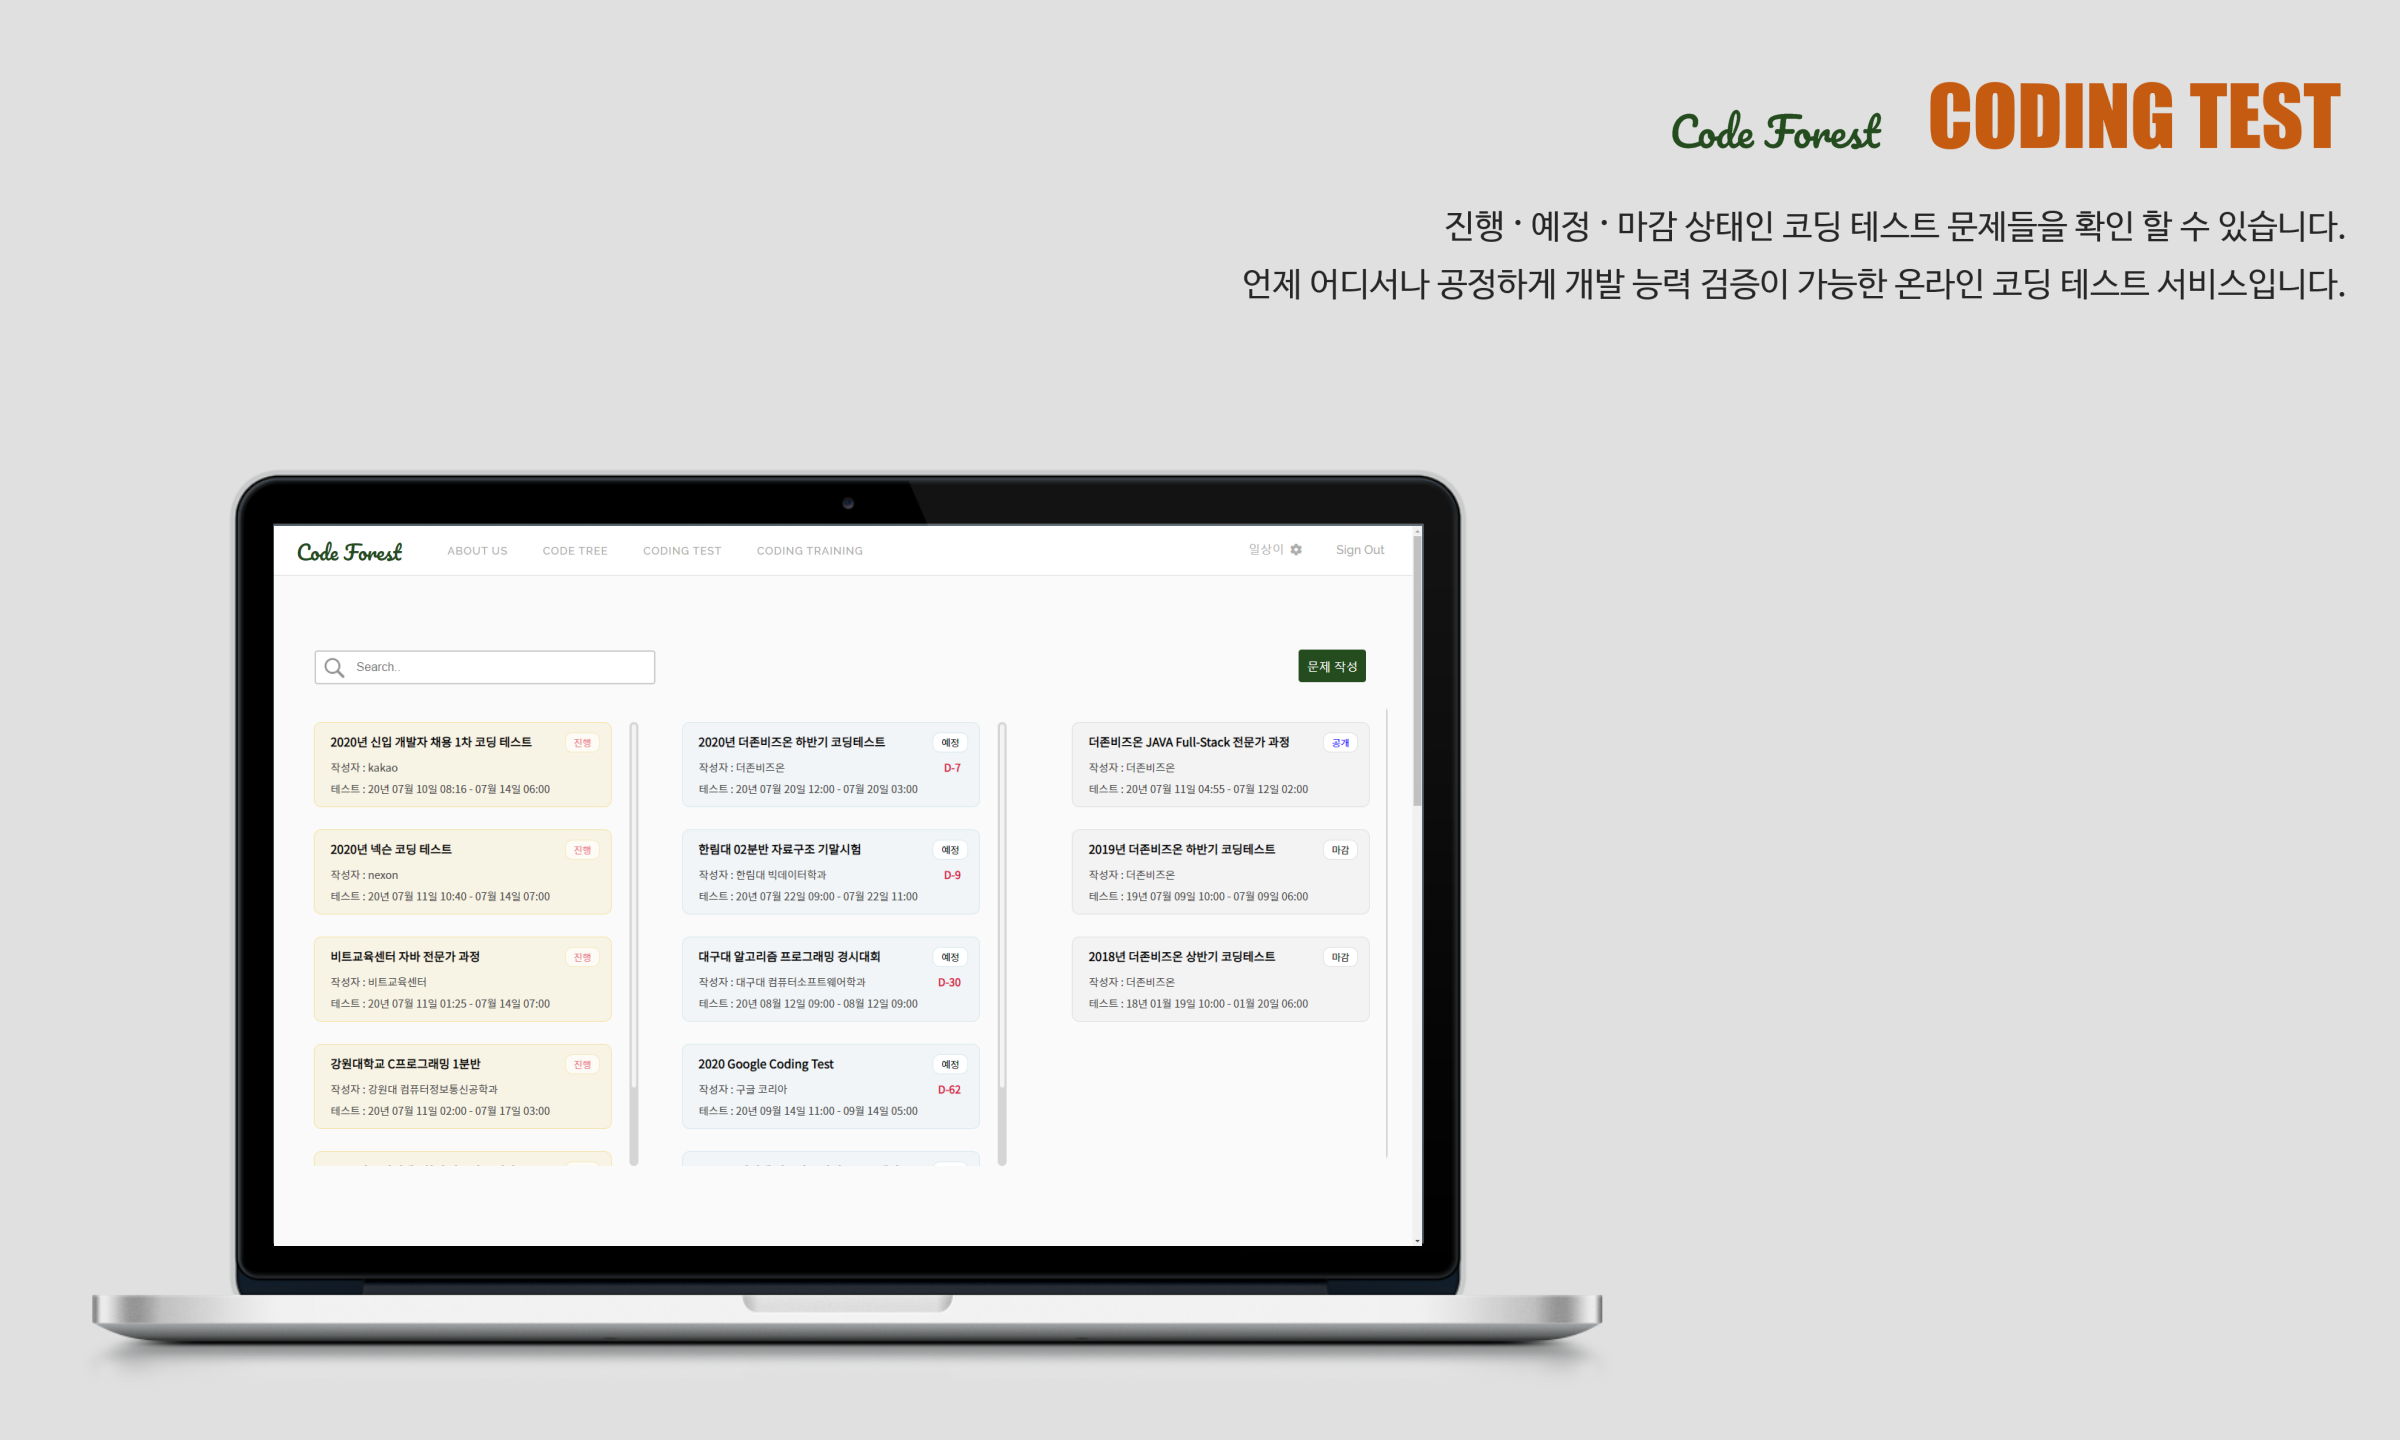 Code Forest CODING TEST
진행 · 예정 · 마감 상태인 코딩 테스트 문제들을 확인 할 수 있습니다.
언제 어디서나 공정하게 개발 능력 검증이 가능한 온라인 코딩 테스트 서비스입니다.
Code Forest ABOUT US CODE TREE CODING TEST CODING TRAINING 일상이 Sign Out
Search..
문제 작성
2020년 신입 개발자 채용 1차 코딩 테스트 진행
작성자 : kakao
테스트 : 20년 07월 10일 08:16 - 07월 14일 06:00
2020년 넥슨 코딩 테스트 진행
작성자 : nexon
테스트 : 20년 07월 11일 10:40 - 07월 14일 07:00
비트교육센터 자바 전문가 과정 진행
작성자 : 비트교육센터
테스트 : 20년 07월 11일 01:25 - 07월 14일 07:00
강원대학교 C프로그래밍 1분반 진행
작성자 : 강원대 컴퓨터정보통신공학과
테스트 : 20년 07월 11일 02:00 - 07월 17일 03:00
2020년 더존비즈온 하반기 코딩테스트 예정
작성자 : 더존비즈온 D-7
테스트 : 20년 07월 20일 12:00 - 07월 20일 03:00
한림대 02분반 자료구조 기말시험 예정
작성자 : 한림대 빅데이터학과 D-9
테스트 : 20년 07월 22일 09:00 - 07월 22일 11:00
대구대 알고리즘 프로그래밍 경시대회 예정
작성자 : 대구대 컴퓨터소프트웨어학과 D-30
테스트 : 20년 08월 12일 09:00 - 08월 12일 09:00
2020 Google Coding Test 예정
작성자 : 구글 코리아 D-62
테스트 : 20년 09월 14일 11:00 - 09월 14일 05:00
더존비즈온 JAVA Full-Stack 전문가 과정 공개
작성자 : 더존비즈온
테스트 : 20년 07월 11일 04:55 - 07월 12일 02:00
2019년 더존비즈온 하반기 코딩테스트 마감
작성자 : 더존비즈온
테스트 : 19년 07월 09일 10:00 - 07월 09일 06:00
2018년 더존비즈온 상반기 코딩테스트 마감
작성자 : 더존비즈온
테스트 : 18년 01월 19일 10:00 - 01월 20일 06:00